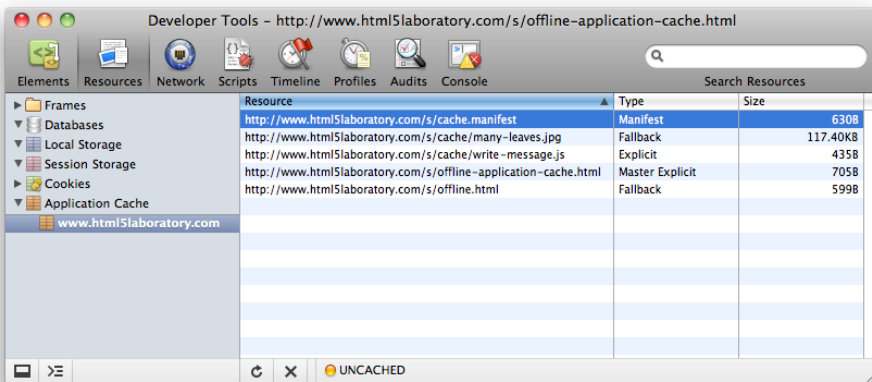 Developer Tools - http://www.html5laboratory.com/s/offline-application-cache.html
Elements Resources Network Scripts Timeline Profiles Audits Console Search Resources
Frames
Databases
Local Storage
Session Storage
Cookies
Application Cache
www.html5laboratory.com
Resource Type Size
http://www.html5laboratory.com/s/cache.manifest Manifest 630B
http://www.html5laboratory.com/s/cache/many-leaves.jpg Fallback 117.40KB
http://www.html5laboratory.com/s/cache/write-message.js Explicit 435B
http://www.html5laboratory.com/s/offline-application-cache.html Master Explicit 705B
http://www.html5laboratory.com/s/offline.html Fallback 599B
UNCACHED